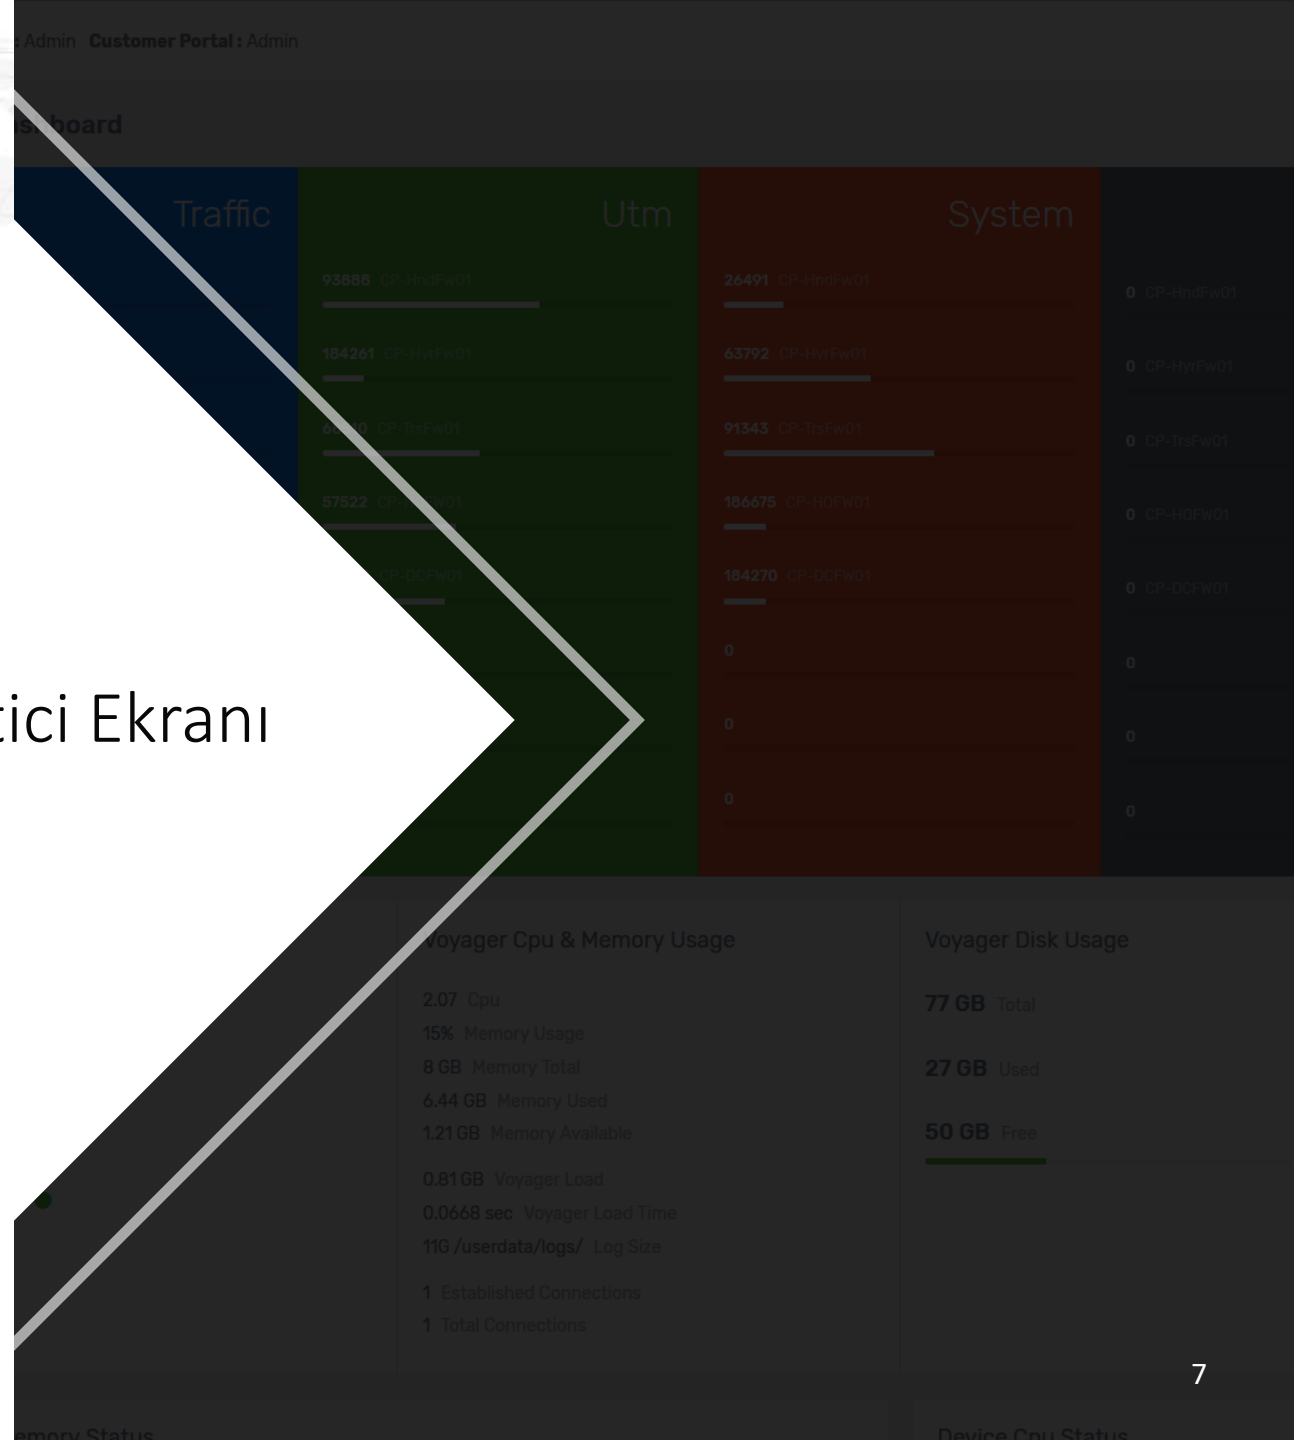 : Admin Customer Portal : Admin
Traffic
Utm
93888 CP-HndFw01
184261 CP-HyrFw01
CP-TrsFw01
57522
CP-DCFW01
System
26491 CP-HndFw01
63792 CP-HyrFw01
91343 CP-TrsFw01
186675 CP-HOFW01
184270 CP-DCFW01
0
0
0
0 CP-HndFw01
0 CP-HyrFw01
0 CP-TrsFw01
0 CP-HOFW01
0 CP-DCFW01
0
0
0
Ekranı
Voyager Cpu & Memory Usage
2.07 Cpu
15% Memory Usage
8 GB Memory Total
6.44 GB Memory Used
1.21 GB Memory Available
0.81 GB Voyager Load
0.0668 sec Voyager Load Time
11G /userdata/logs/ Log Size
1 Established Connections
1 Total Connections
Voyager Disk Usage
77 GB Total
27 GB Used
50 GB Free
7
Status
Device Cpu Status